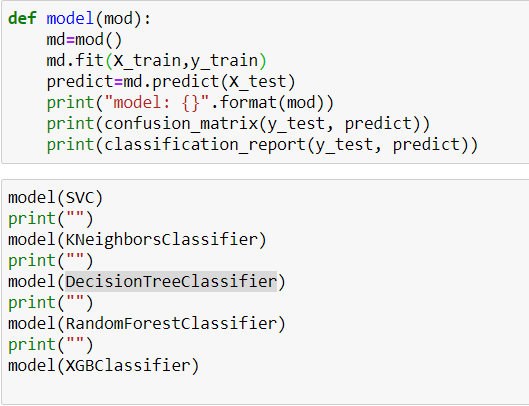 def model(mod):
    md=mod()
    md.fit(X_train,y_train)
    predict=md.predict(X_test)
    print("model: {}".format(mod))
    print(confusion_matrix(y_test, predict))
    print(classification_report(y_test, predict))
model(SVC)
print("")
model(KNeighborsClassifier)
print("")
model(DecisionTreeClassifier)
print("")
model(RandomForestClassifier)
print("")
model(XGBClassifier)